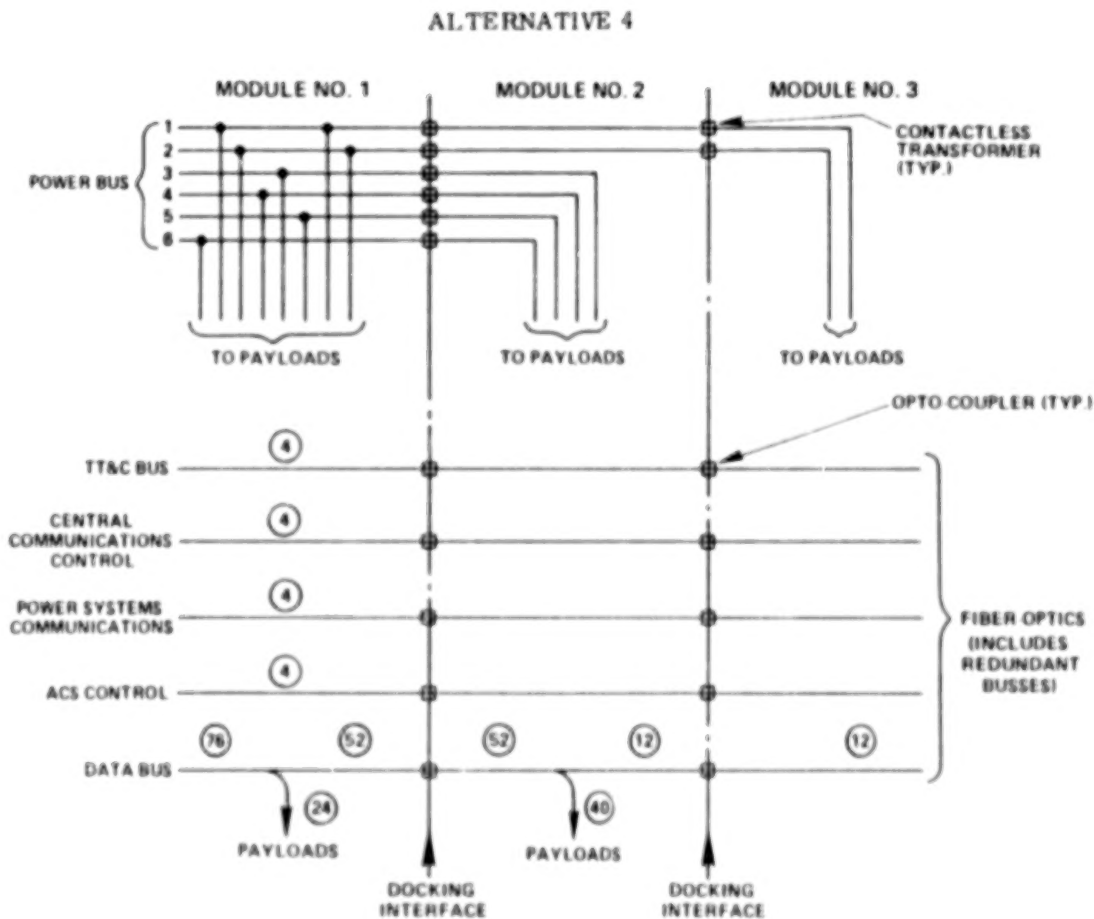 ALTERNATIVE 4
MODULE NO. 1
MODULE NO. 2
MODULE NO. 3
POWER BUS
1
2
3
4
5
6
CONTACTLESS
TRANSFORMER
(TYP.)
TO PAYLOADS
TO PAYLOADS
TO PAYLOADS
OPTO-COUPLER (TYP.)
TT&C BUS
4
CENTRAL
COMMUNICATIONS
CONTROL
4
POWER SYSTEMS
COMMUNICATIONS
4
ACS CONTROL
4
FIBER OPTICS
(INCLUDES
REDUNDANT
BUSSES)
DATA BUS
76
52
52
12
12
24
40
PAYLOADS
PAYLOADS
DOCKING
INTERFACE
DOCKING
INTERFACE